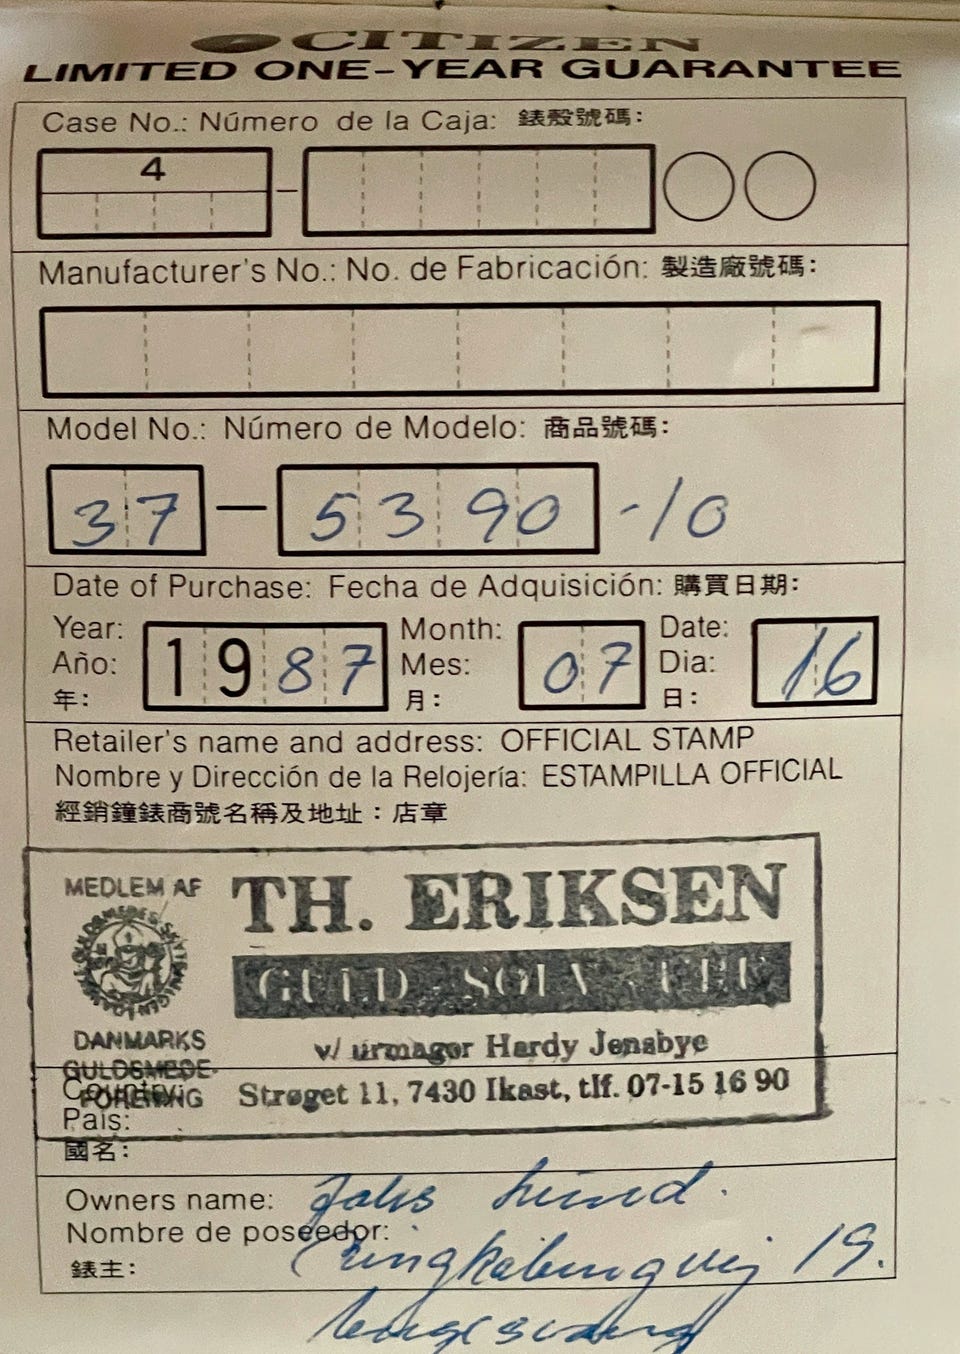 CITIZEN
LIMITED ONE-YEAR GUARANTEE
Case No.: Número de la Caja: 錶殼號碼:
4
Manufacturer's No.: No. de Fabricación: 製造廠號碼:
Model No.: Número de Modelo: 商品號碼:
37 — 5390 -10
Date of Purchase: Fecha de Adquisición: 購買日期:
Year: 1987 Month: 07 Date: 16
Año: Mes: Dia:
年: 月: 日:
Retailer's name and address: OFFICIAL STAMP
Nombre y Dirección de la Relojería: ESTAMPILLA OFFICIAL
經銷鐘錶商號名稱及地址：店章
MEDLEM AF
TH. ERIKSEN
GULD - SØLV - URE
DANMARKS
GULDSMEDE-
FORENING
v/ urmager Hardy Jensbye
Strøget 11, 7430 Ikast, tlf. 07-15 16 90
Country:
Pais:
國名:
Owners name: Lund.
Nombre de poseedor:
錶主: 19.